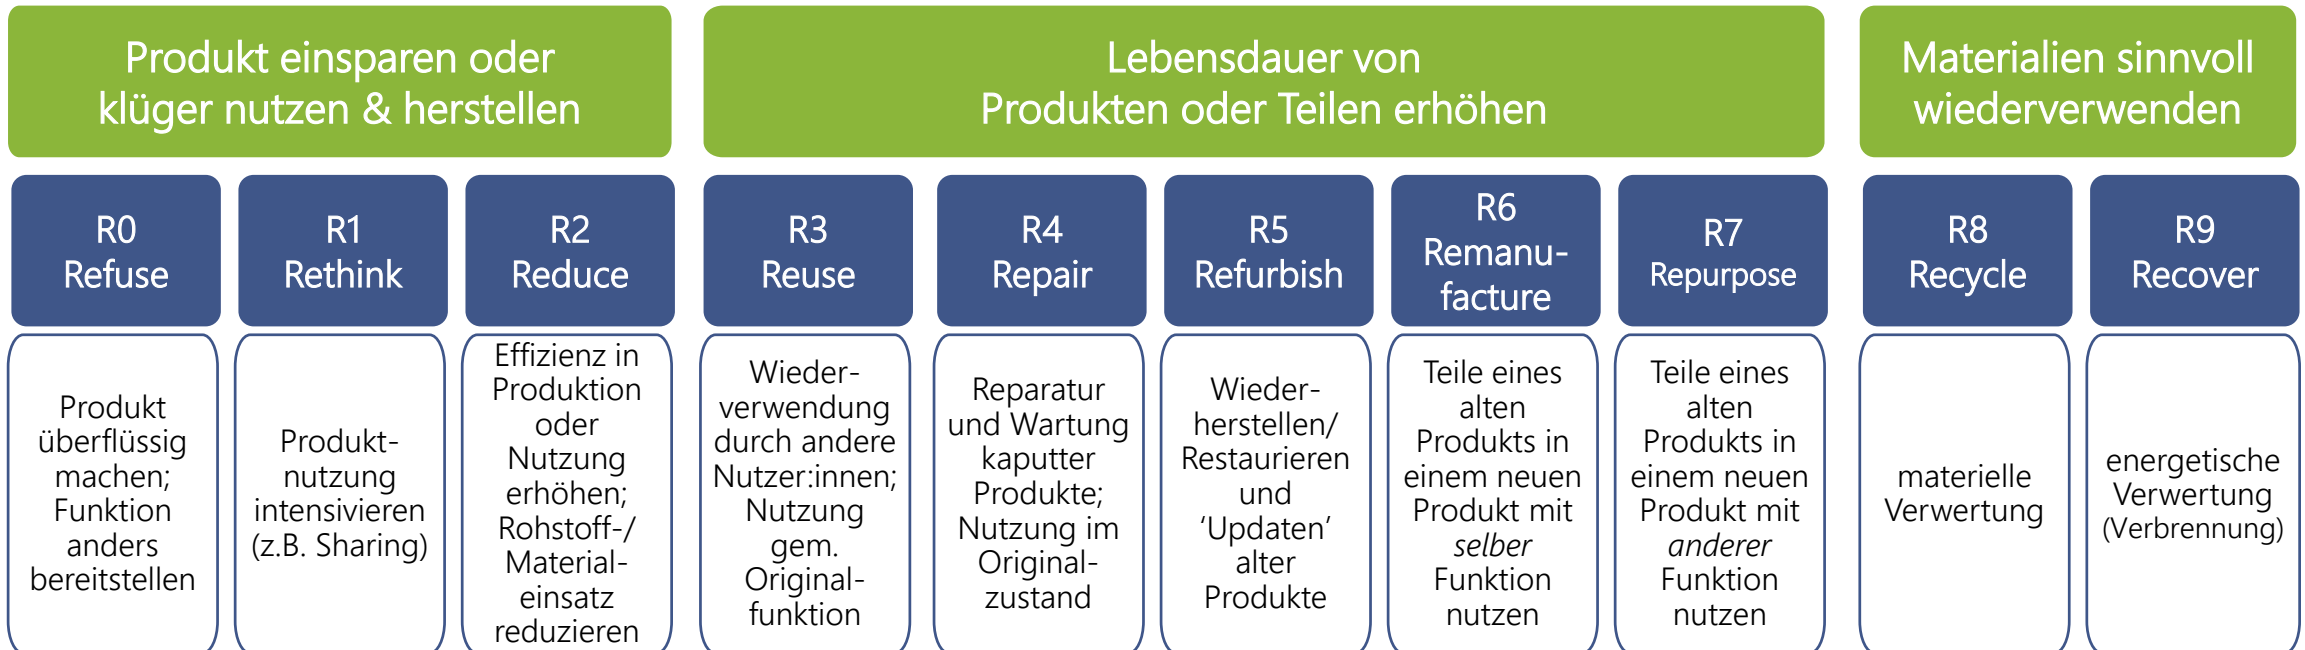 Produkt einsparen oder
klüger nutzen & herstellen
Lebensdauer von
Produkten oder Teilen erhöhen
Materialien sinnvoll
wiederverwenden
R0
Refuse
R1
Rethink
R2
Reduce
R3
Reuse
R4
Repair
R5
Refurbish
R6
Remanu-
facture
R7
Repurpose
R8
Recycle
R9
Recover
Produkt
überflüssig
machen;
Funktion
anders
bereitstellen
Produkt-
nutzung
intensivieren
(z.B. Sharing)
Effizienz in
Produktion
oder
Nutzung
erhöhen;
Rohstoff-/
Material-
einsatz
reduzieren
Wieder-
verwendung
durch andere
Nutzer:innen;
Nutzung
gem.
Original-
funktion
Reparatur
und Wartung
kaputter
Produkte;
Nutzung im
Original-
zustand
Wieder-
herstellen/
Restaurieren
und
‘Updaten’
alter
Produkte
Teile eines
alten
Produkts in
einem neuen
Produkt mit
selber
Funktion
nutzen
Teile eines
alten
Produkts in
einem neuen
Produkt mit
anderer
Funktion
nutzen
materielle
Verwertung
energetische
Verwertung
(Verbrennung)